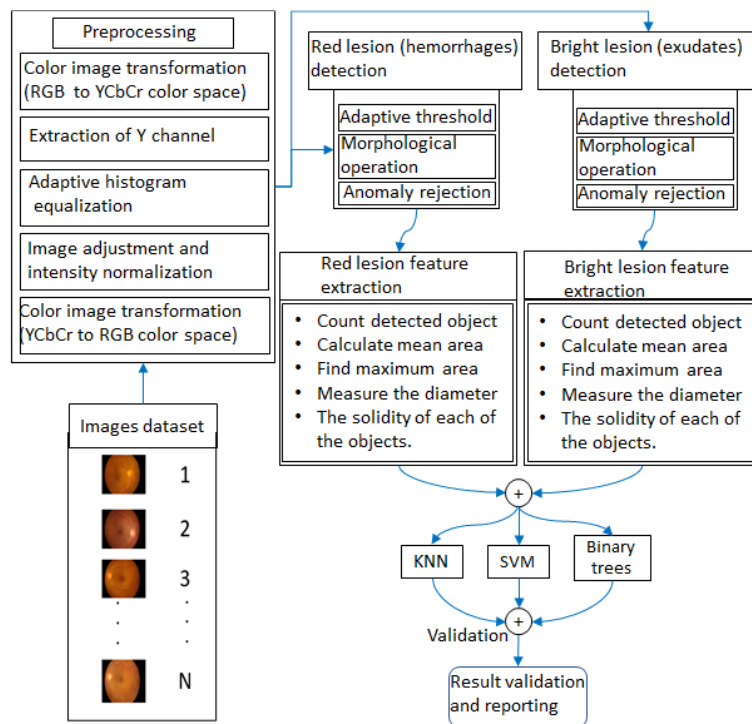 Preprocessing
Color image transformation
(RGB to YCbCr color space)
Extraction of Y channel
Adaptive histogram
equalization
Image adjustment and
intensity normalization
Color image transformation
(YCbCr to RGB color space)
Images dataset
1
2
3
N
Red lesion (hemorrhages)
detection
Adaptive threshold
Morphological
operation
Anomaly rejection
Bright lesion (exudates)
detection
Adaptive threshold
Morphological
operation
Anomaly rejection
Red lesion feature
extraction
• Count detected object
• Calculate mean area
• Find maximum area
• Measure the diameter
• The solidity of each of
the objects.
Bright lesion feature
extraction
• Count detected object
• Calculate mean area
• Find maximum area
• Measure the diameter
• The solidity of each of
the objects.
+
KNN
SVM
Binary
trees
+
Validation
Result validation
and reporting